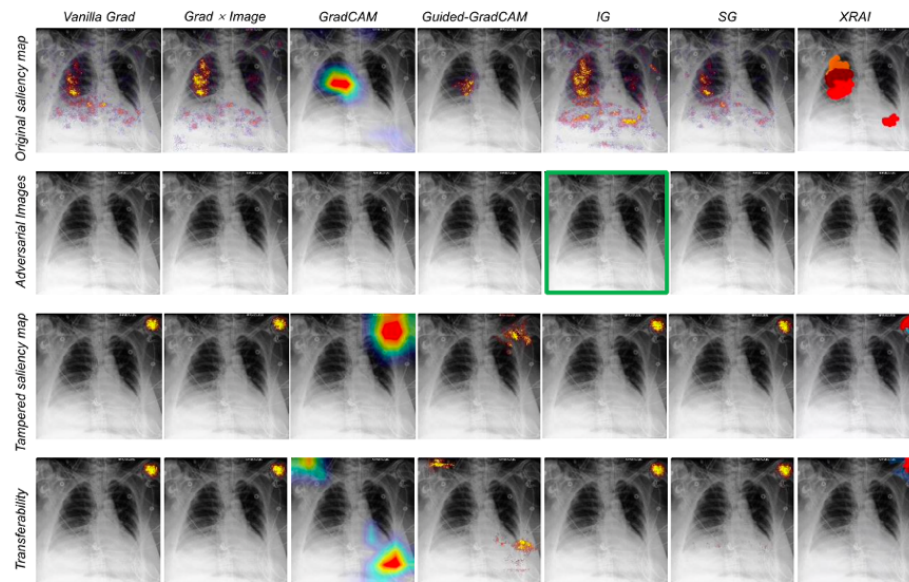 Vanilla Grad Grad × Image GradCAM Guided-GradCAM IG SG XRAI
Original saliency map
Adversarial Images
Tampered saliency map
Transferability